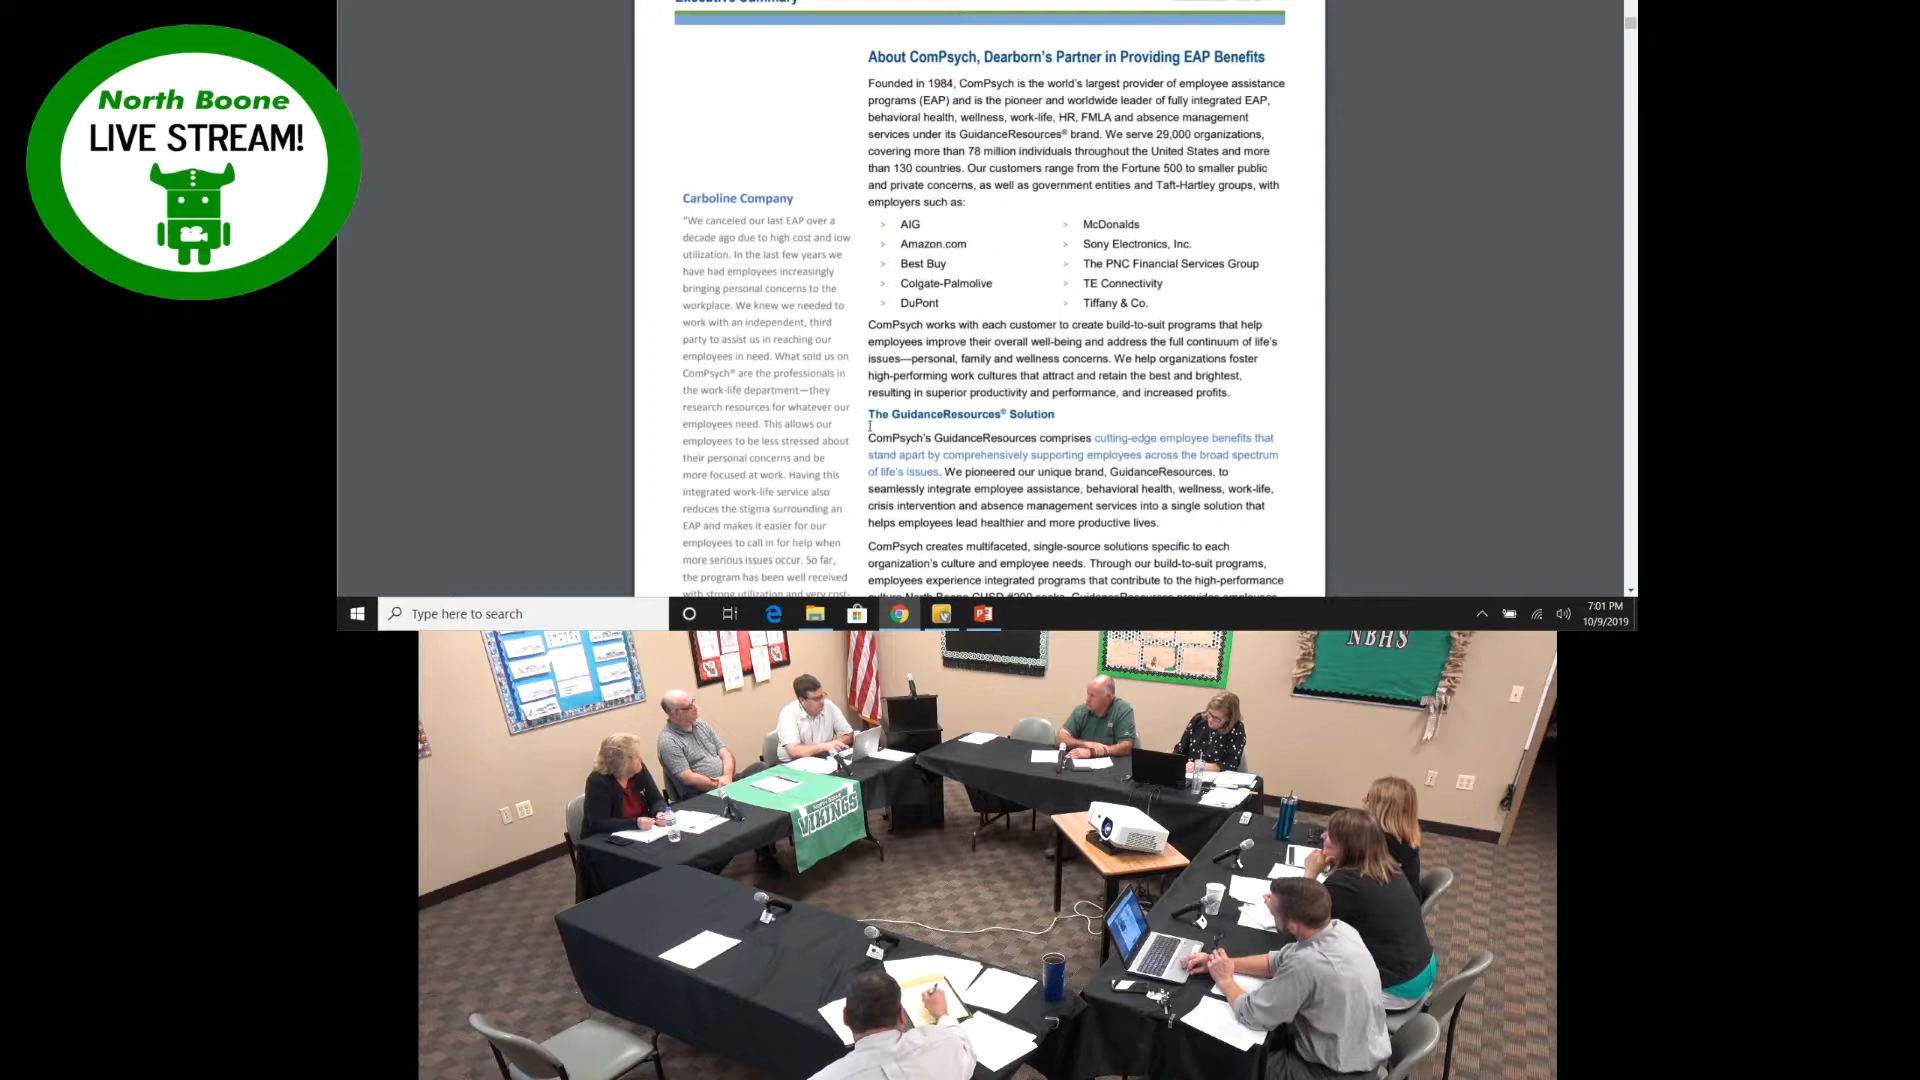 North Boone
LIVE STREAM!
Executive Summary
About ComPsych, Dearborn's Partner in Providing EAP Benefits
Founded in 1984, ComPsych is the world's largest provider of employee assistance
programs (EAP) and is the pioneer and worldwide leader of fully integrated EAP,
behavioral health, wellness, work-life, HR, FMLA and absence management
services under its GuidanceResources® brand. We serve 29,000 organizations,
covering more than 78 million individuals throughout the United States and more
than 130 countries. Our customers range from the Fortune 500 to smaller public
and private concerns, as well as government entities and Taft-Hartley groups, with
employers such as:
> AIG
> Amazon.com
> Best Buy
> Colgate-Palmolive
> DuPont
> McDonalds
> Sony Electronics, Inc.
> The PNC Financial Services Group
> TE Connectivity
> Tiffany & Co.
ComPsych works with each customer to create build-to-suit programs that help
employees improve their overall well-being and address the full continuum of life's
issues—personal, family and wellness concerns. We help organizations foster
high-performing work cultures that attract and retain the best and brightest,
resulting in superior productivity and performance, and increased profits.
The GuidanceResources® Solution
ComPsych's GuidanceResources comprises cutting-edge employee benefits that
stand apart by comprehensively supporting employees across the broad spectrum
of life's issues. We pioneered our unique brand, GuidanceResources, to
seamlessly integrate employee assistance, behavioral health, wellness, work-life,
crisis intervention and absence management services into a single solution that
helps employees lead healthier and more productive lives.
ComPsych creates multifaceted, single-source solutions specific to each
organization's culture and employee needs. Through our build-to-suit programs,
employees experience integrated programs that contribute to the high-performance
culture North Boone CUSD #200 seeks. GuidanceResources provides employees
Carboline Company
"We canceled our last EAP over a
decade ago due to high cost and low
utilization. In the last few years we
have had employees increasingly
bringing personal concerns to the
workplace. We knew we needed to
work with an independent, third
party to assist us in reaching our
employees in need. What sold us on
ComPsych® are the professionals in
the work-life department—they
research resources for whatever our
employees need. This allows our
employees to be less stressed about
their personal concerns and be
more focused at work. Having this
integrated work-life service also
reduces the stigma surrounding an
EAP and makes it easier for our
employees to call in for help when
more serious issues occur. So far,
the program has been well received
with strong utilization and very cost-
Type here to search
7:01 PM
10/9/2019
NBHS
North Boone
VIKINGS